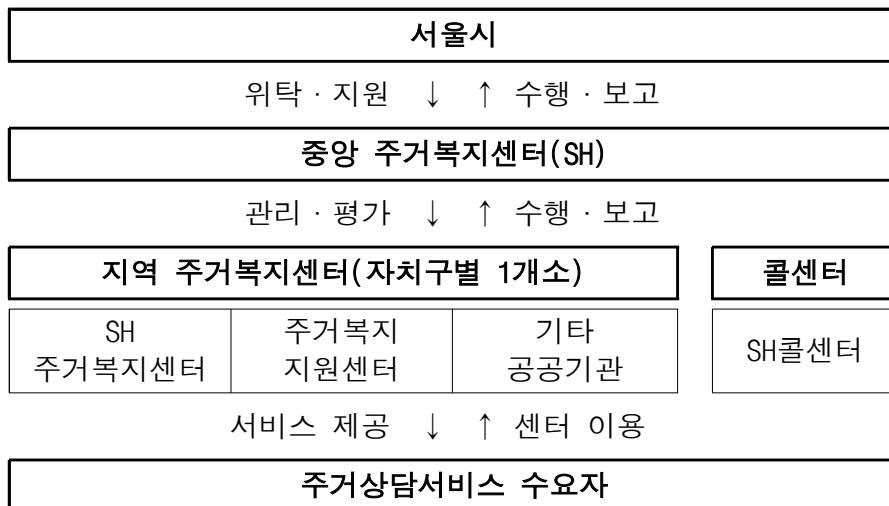 서울시
위탁·지원 ↓ ↑ 수행·보고
중앙 주거복지센터(SH)
관리·평가 ↓ ↑ 수행·보고
지역 주거복지센터(자치구별 1개소)
콜센터
SH
주거복지센터
주거복지
지원센터
기타
공공기관
SH콜센터
서비스 제공 ↓ ↑ 센터 이용
주거상담서비스 수요자